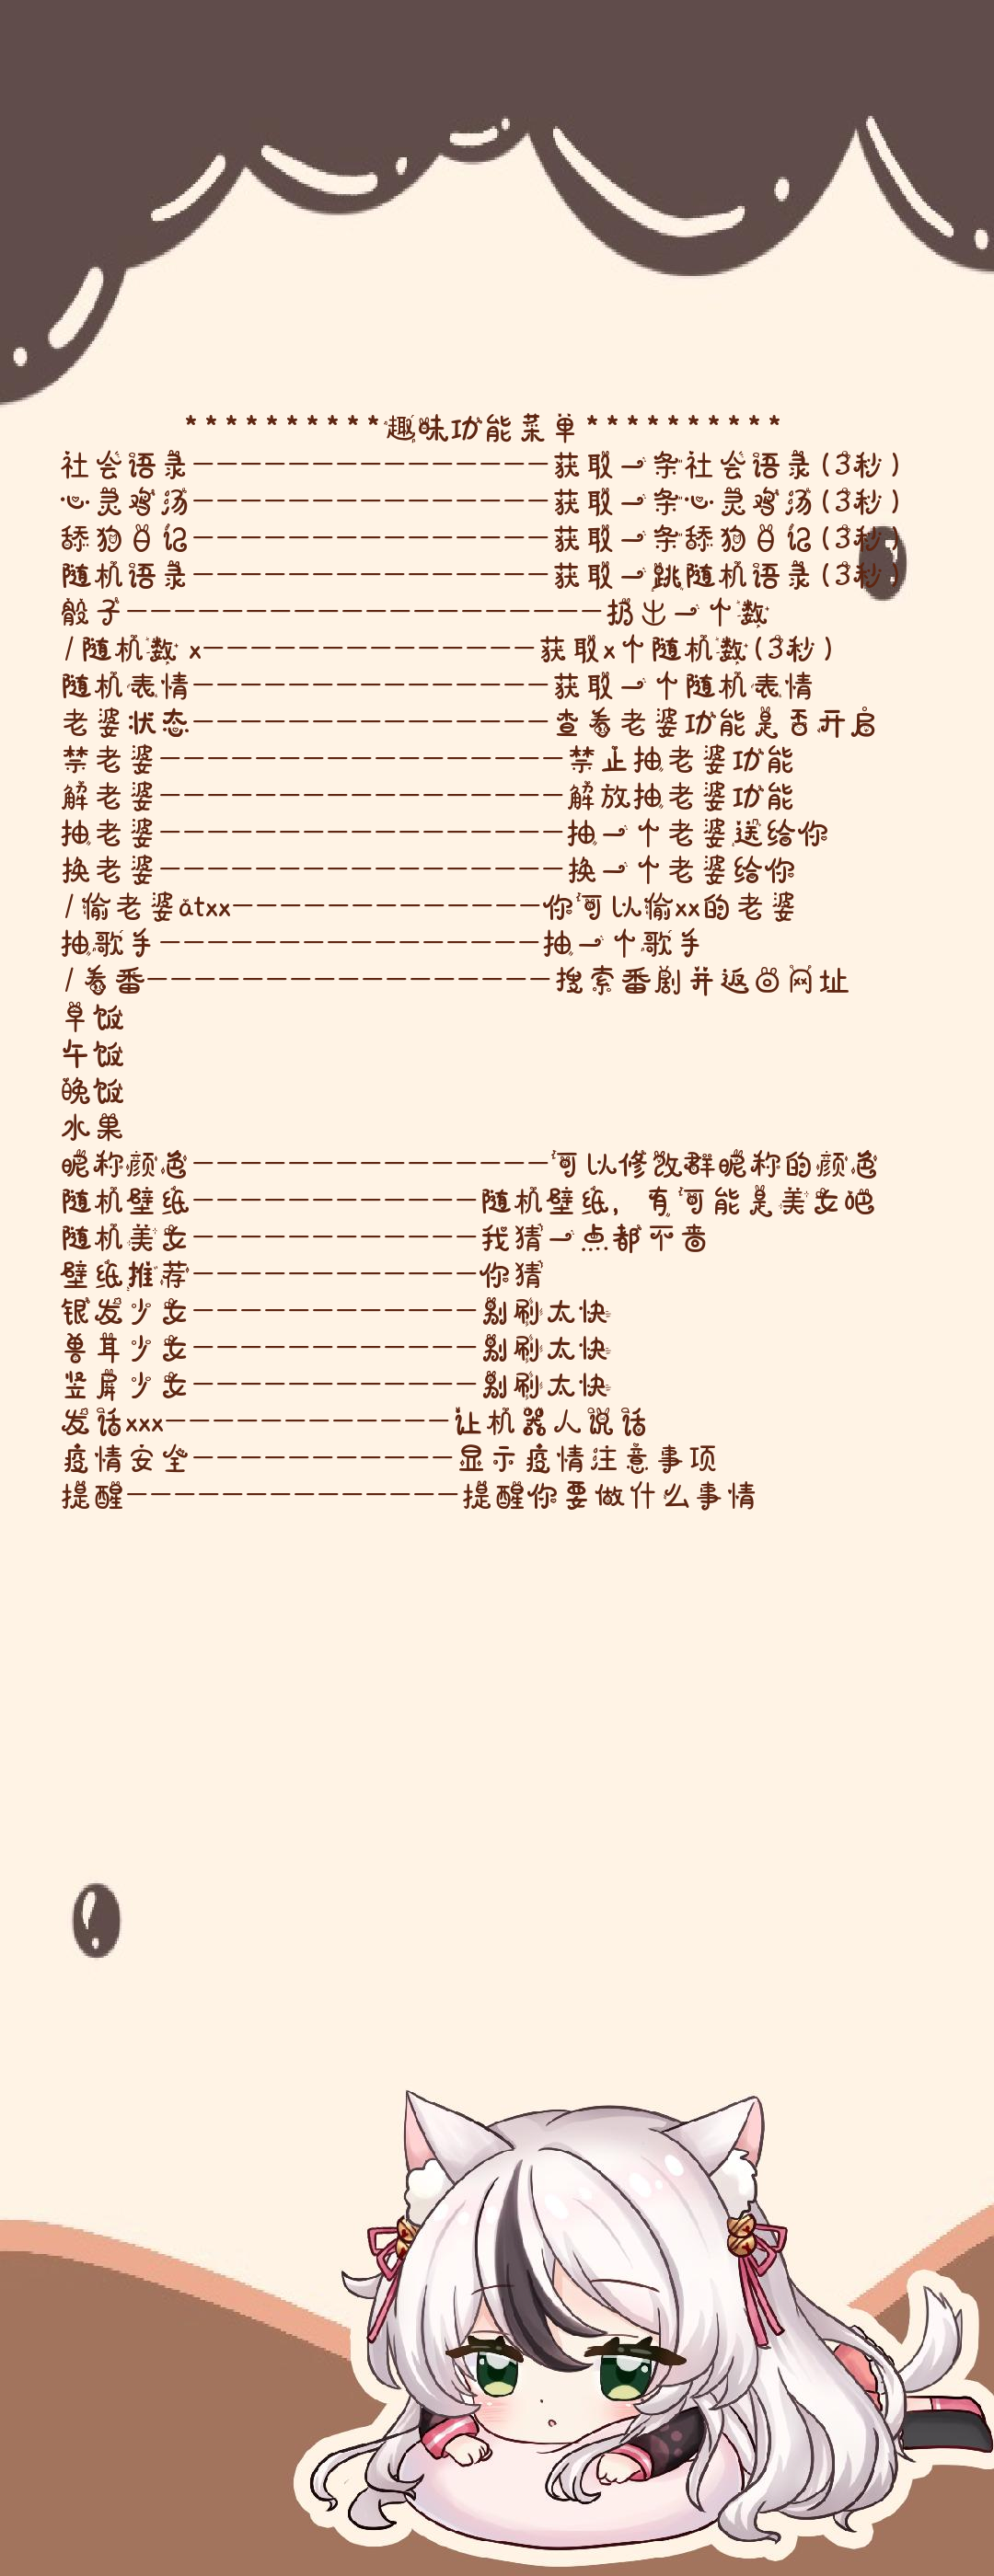 **********趣味功能菜单**********
社会语录———————————————获取一条社会语录(3秒)
心灵鸡汤———————————————获取一条心灵鸡汤(3秒)
舔狗日记———————————————获取一条舔狗日记(3秒)
随机语录———————————————获取一跳随机语录(3秒)
骰子————————————————————扔出一个数
/随机数 x——————————————获取x个随机数(3秒)
随机表情———————————————获取一个随机表情
老婆状态———————————————查看老婆功能是否开启
禁老婆—————————————————禁止抽老婆功能
解老婆—————————————————解放抽老婆功能
抽老婆—————————————————抽一个老婆送给你
换老婆—————————————————换一个老婆给你
/偷老婆atxx—————————————你可以偷xx的老婆
抽歌手————————————————抽一个歌手
/看番—————————————————搜索番剧并返回网址
早饭
午饭
晚饭
水果
昵称颜色———————————————可以修改群昵称的颜色
随机壁纸————————————随机壁纸，有可能是美女吧
随机美女————————————我猜一点都不啬
壁纸推荐————————————你猜
银发少女————————————别刷太快
兽耳少女————————————别刷太快
竖屏少女————————————别刷太快
发话xxx————————————让机器人说话
疫情安全———————————显示疫情注意事项
提醒——————————————提醒你要做什么事情